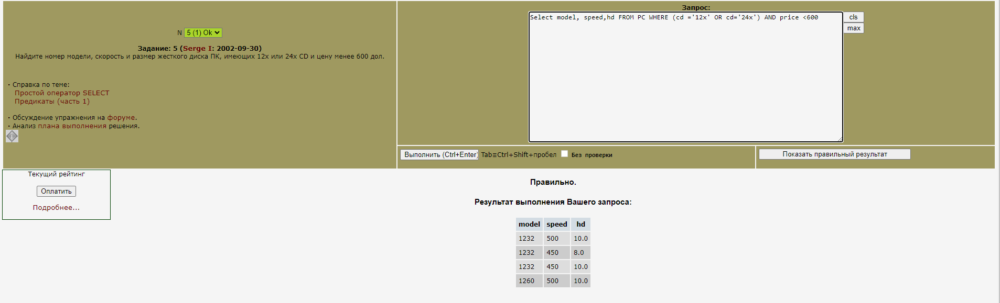 N 5 (1) Ok
Задание: 5 (Serge I: 2002-09-30)
Найдите номер модели, скорость и размер жесткого диска ПК, имеющих 12x или 24x CD и цену менее 600 дол.
· Справка по теме:
Простой оператор SELECT
Предикаты (часть 1)
· Обсуждение упражнения на форуме.
· Анализ плана выполнения решения.
Запрос:
Select model, speed,hd FROM PC WHERE (cd ='12x' OR cd='24x') AND price <600
cls
max
Выполнить (Ctrl+Enter) Tab≡Ctrl+Shift+пробел Без проверки
Показать правильный результат
Текущий рейтинг
Оплатить
Подробнее...
Правильно.
Результат выполнения Вашего запроса:
model speed hd
1232 500 10.0
1232 450 8.0
1232 450 10.0
1260 500 10.0